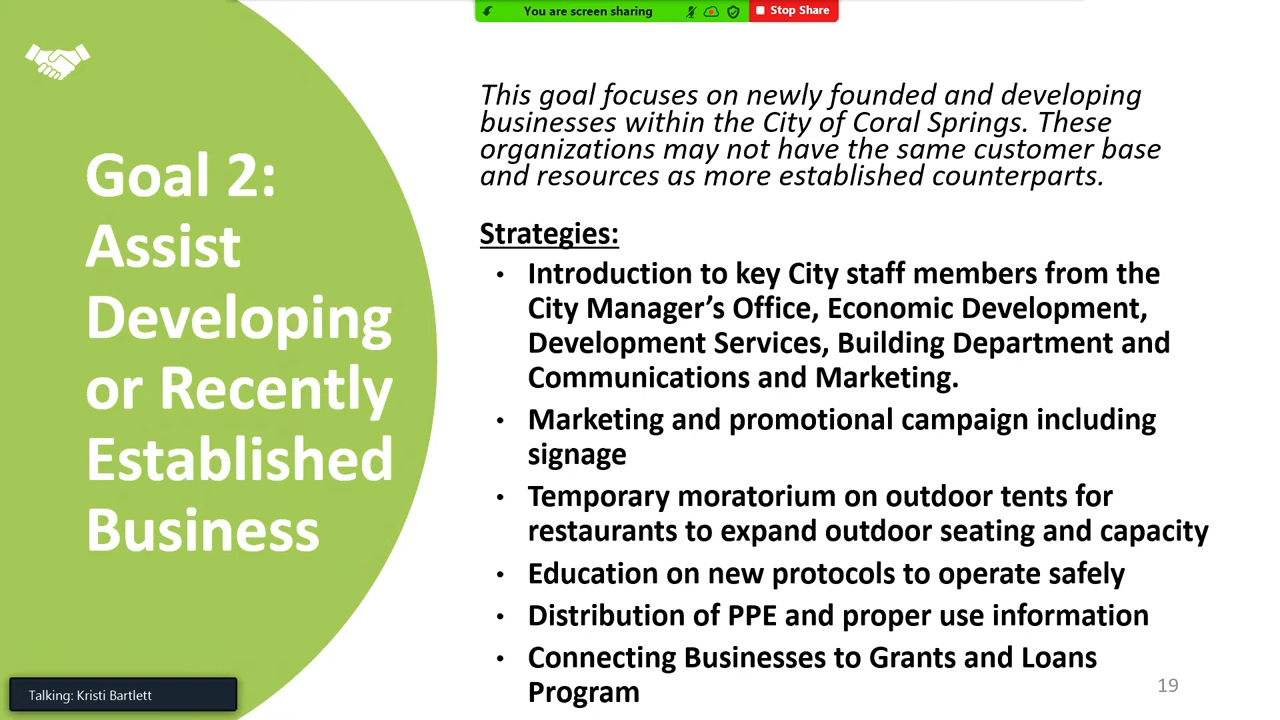 You are screen sharing
Stop Share
Goal 2:
Assist
Developing
or Recently
Established
Business
This goal focuses on newly founded and developing
businesses within the City of Coral Springs. These
organizations may not have the same customer base
and resources as more established counterparts.
Strategies:
• Introduction to key City staff members from the
City Manager’s Office, Economic Development,
Development Services, Building Department and
Communications and Marketing.
• Marketing and promotional campaign including
signage
• Temporary moratorium on outdoor tents for
restaurants to expand outdoor seating and capacity
• Education on new protocols to operate safely
• Distribution of PPE and proper use information
• Connecting Businesses to Grants and Loans
Program
19
Talking: Kristi Bartlett